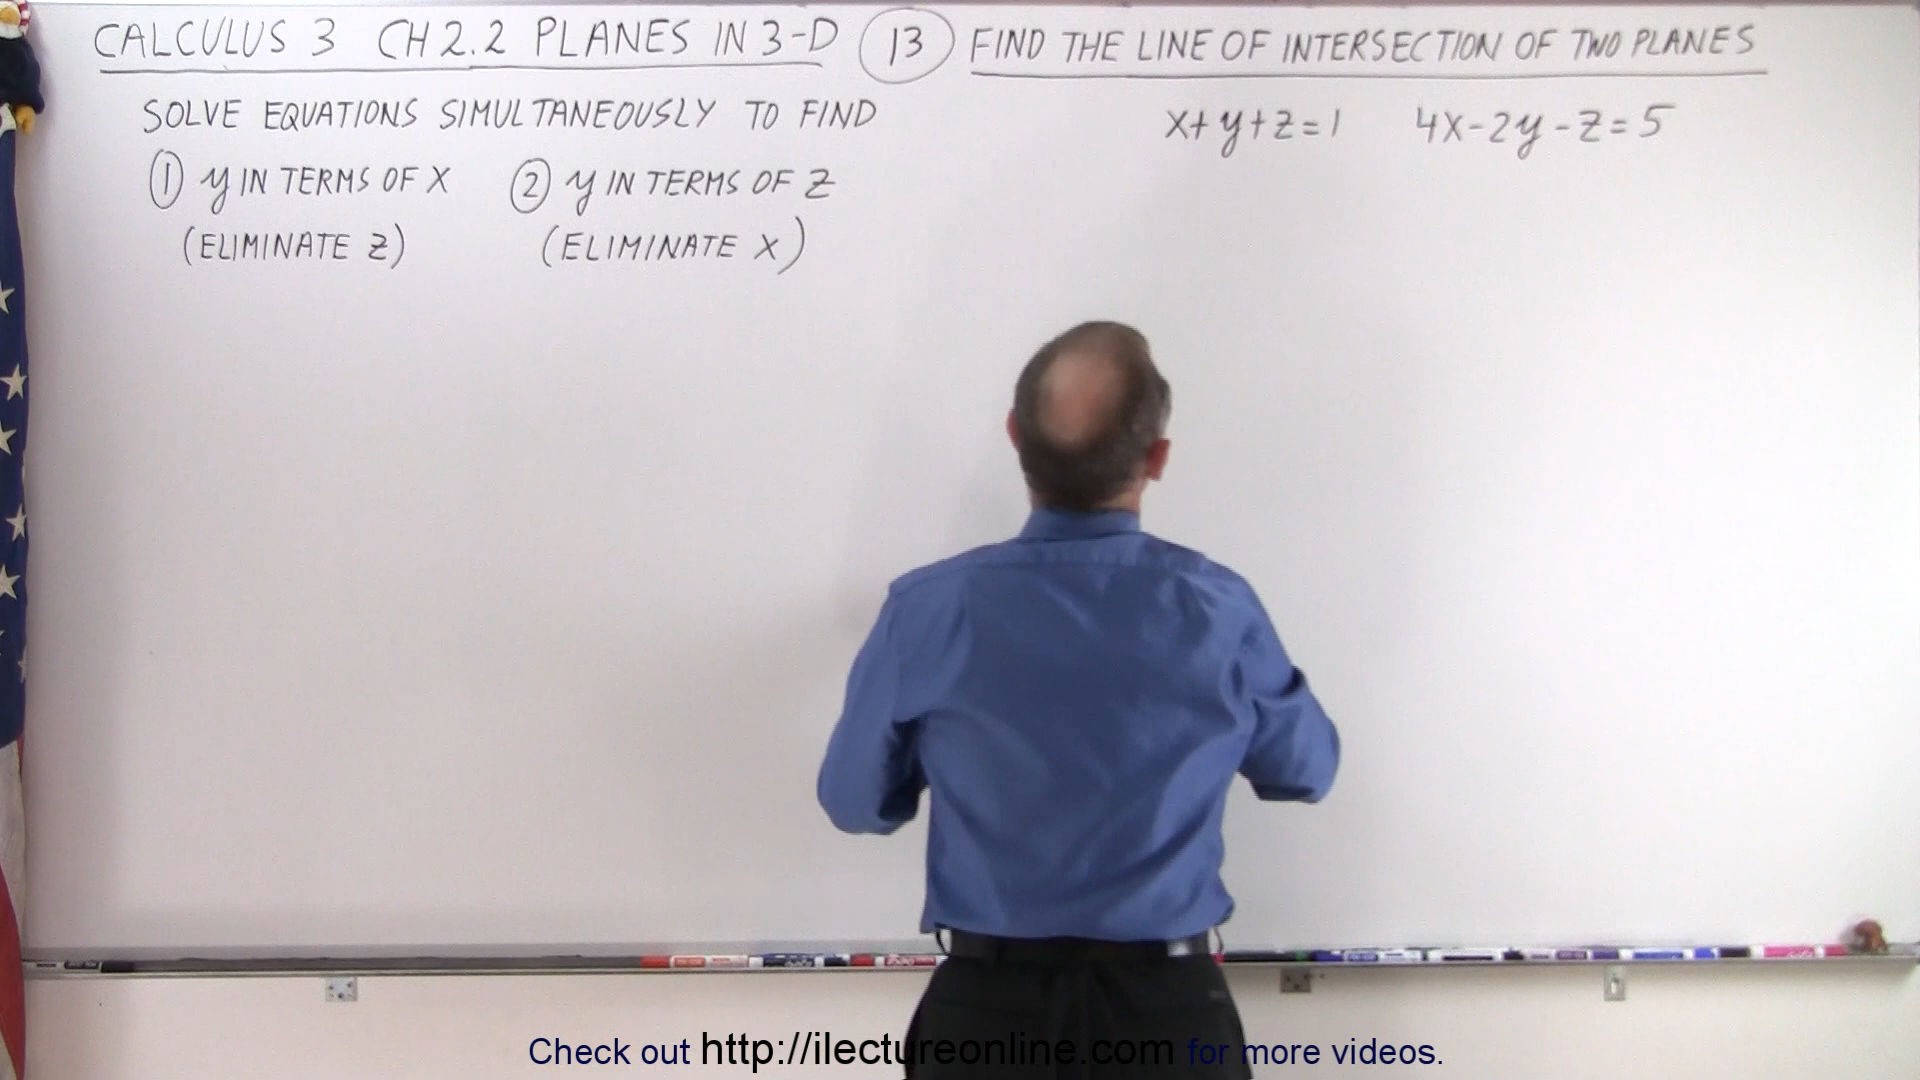 CALCULUS 3 CH 2.2 PLANES IN 3-D 13 FIND THE LINE OF INTERSECTION OF TWO PLANES
SOLVE EQUATIONS SIMULTANEOUSLY TO FIND
x+y+z=1 4x-2y-z=5
① y IN TERMS OF X ② y IN TERMS OF Z
(ELIMINATE Z) (ELIMINATE X)
Check out http://ilectureonline.com for more videos.